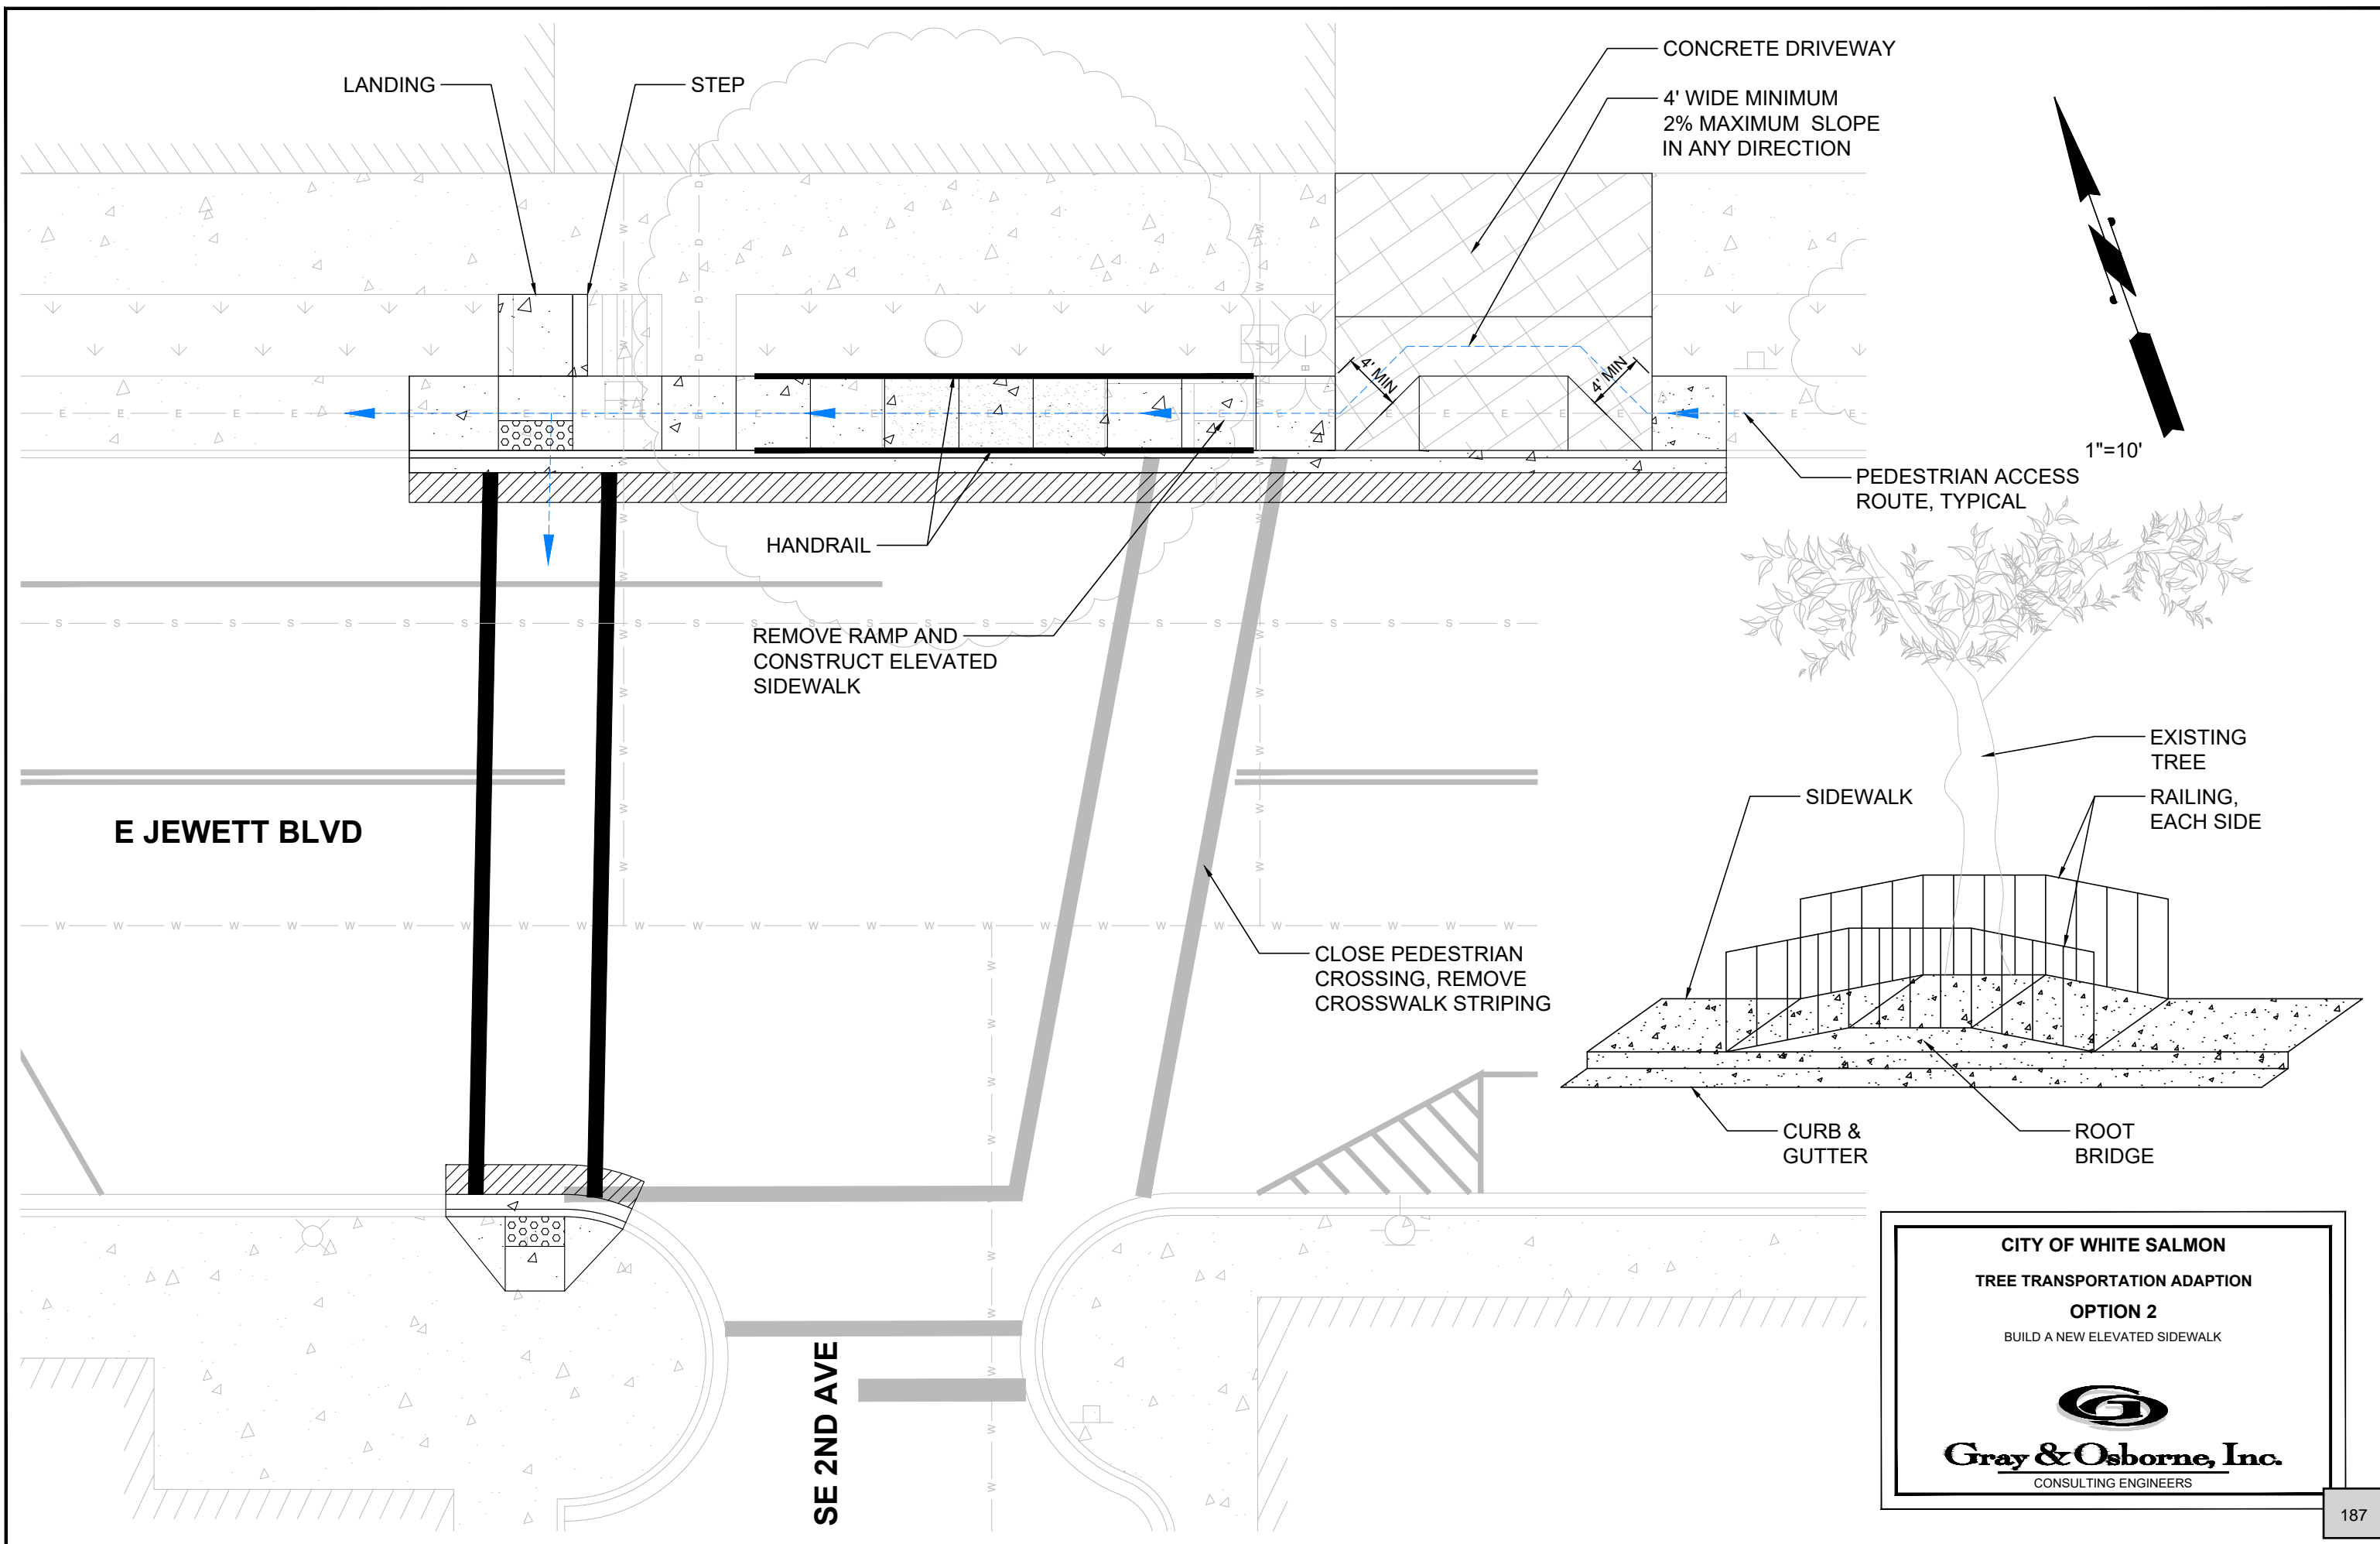 LANDING
STEP
CONCRETE DRIVEWAY
4' WIDE MINIMUM
2% MAXIMUM SLOPE
IN ANY DIRECTION
4' MIN
4' MIN
1"=10'
PEDESTRIAN ACCESS
ROUTE, TYPICAL
HANDRAIL
REMOVE RAMP AND
CONSTRUCT ELEVATED
SIDEWALK
E JEWETT BLVD
CLOSE PEDESTRIAN
CROSSING, REMOVE
CROSSWALK STRIPING
EXISTING
TREE
SIDEWALK
RAILING,
EACH SIDE
CURB &
GUTTER
ROOT
BRIDGE
SE 2ND AVE
CITY OF WHITE SALMON
TREE TRANSPORTATION ADAPTION
OPTION 2
BUILD A NEW ELEVATED SIDEWALK
Gray & Osborne, Inc.
CONSULTING ENGINEERS
187